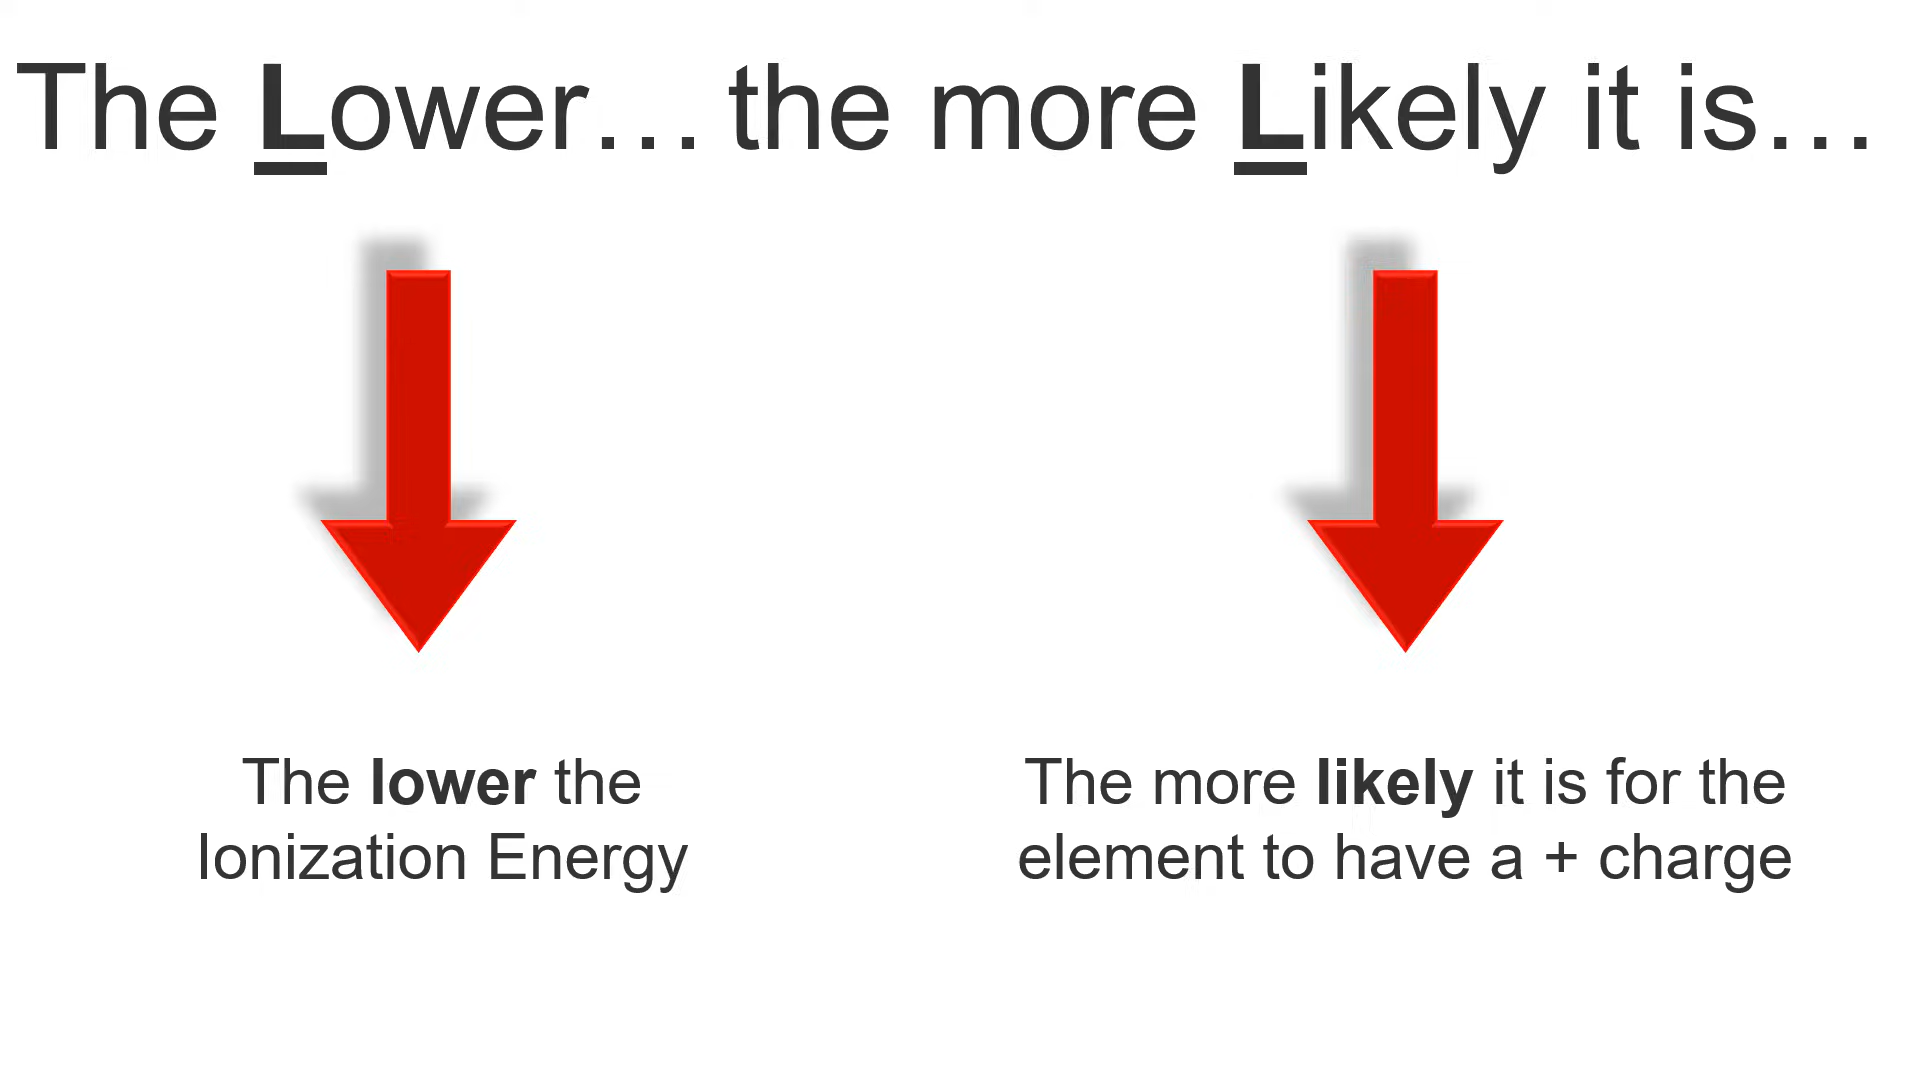 The Lower… the more Likely it is…
The lower the
Ionization Energy
The more likely it is for the
element to have a + charge